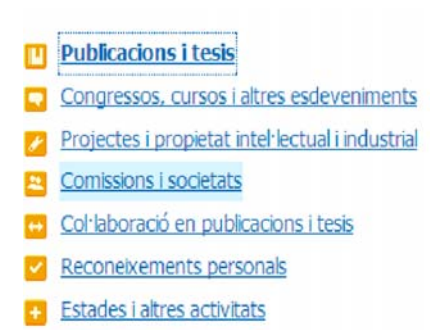 Publicacions i tesis
Congressos, cursos i altres esdeveniments
Projectes i propietat intel·lectual i industrial
Comissions i societats
Col·laboració en publicacions i tesis
Reconeixements personals
Estades i altres activitats